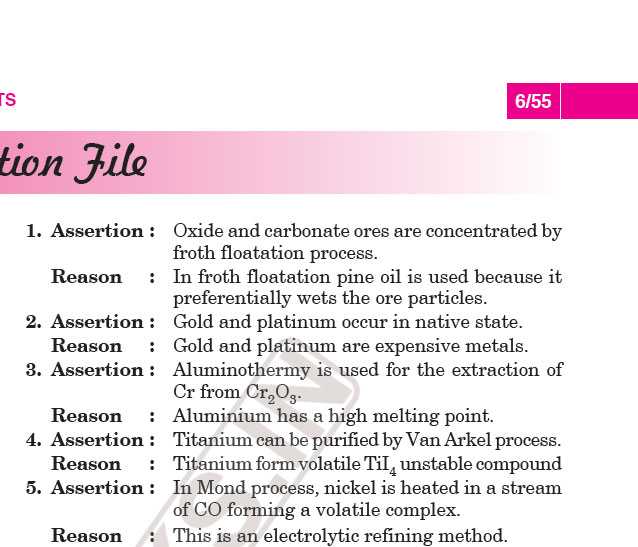 TS
6/55
tion File
1. Assertion : Oxide and carbonate ores are concentrated by
froth floatation process.
Reason : In froth floatation pine oil is used because it
preferentially wets the ore particles.
2. Assertion : Gold and platinum occur in native state.
Reason : Gold and platinum are expensive metals.
3. Assertion : Aluminothermy is used for the extraction of
Cr from Cr₂O₃.
Reason : Aluminium has a high melting point.
4. Assertion : Titanium can be purified by Van Arkel process.
Reason : Titanium form volatile TiI₄ unstable compound
5. Assertion : In Mond process, nickel is heated in a stream
of CO forming a volatile complex.
Reason : This is an electrolytic refining method.
KS.IN